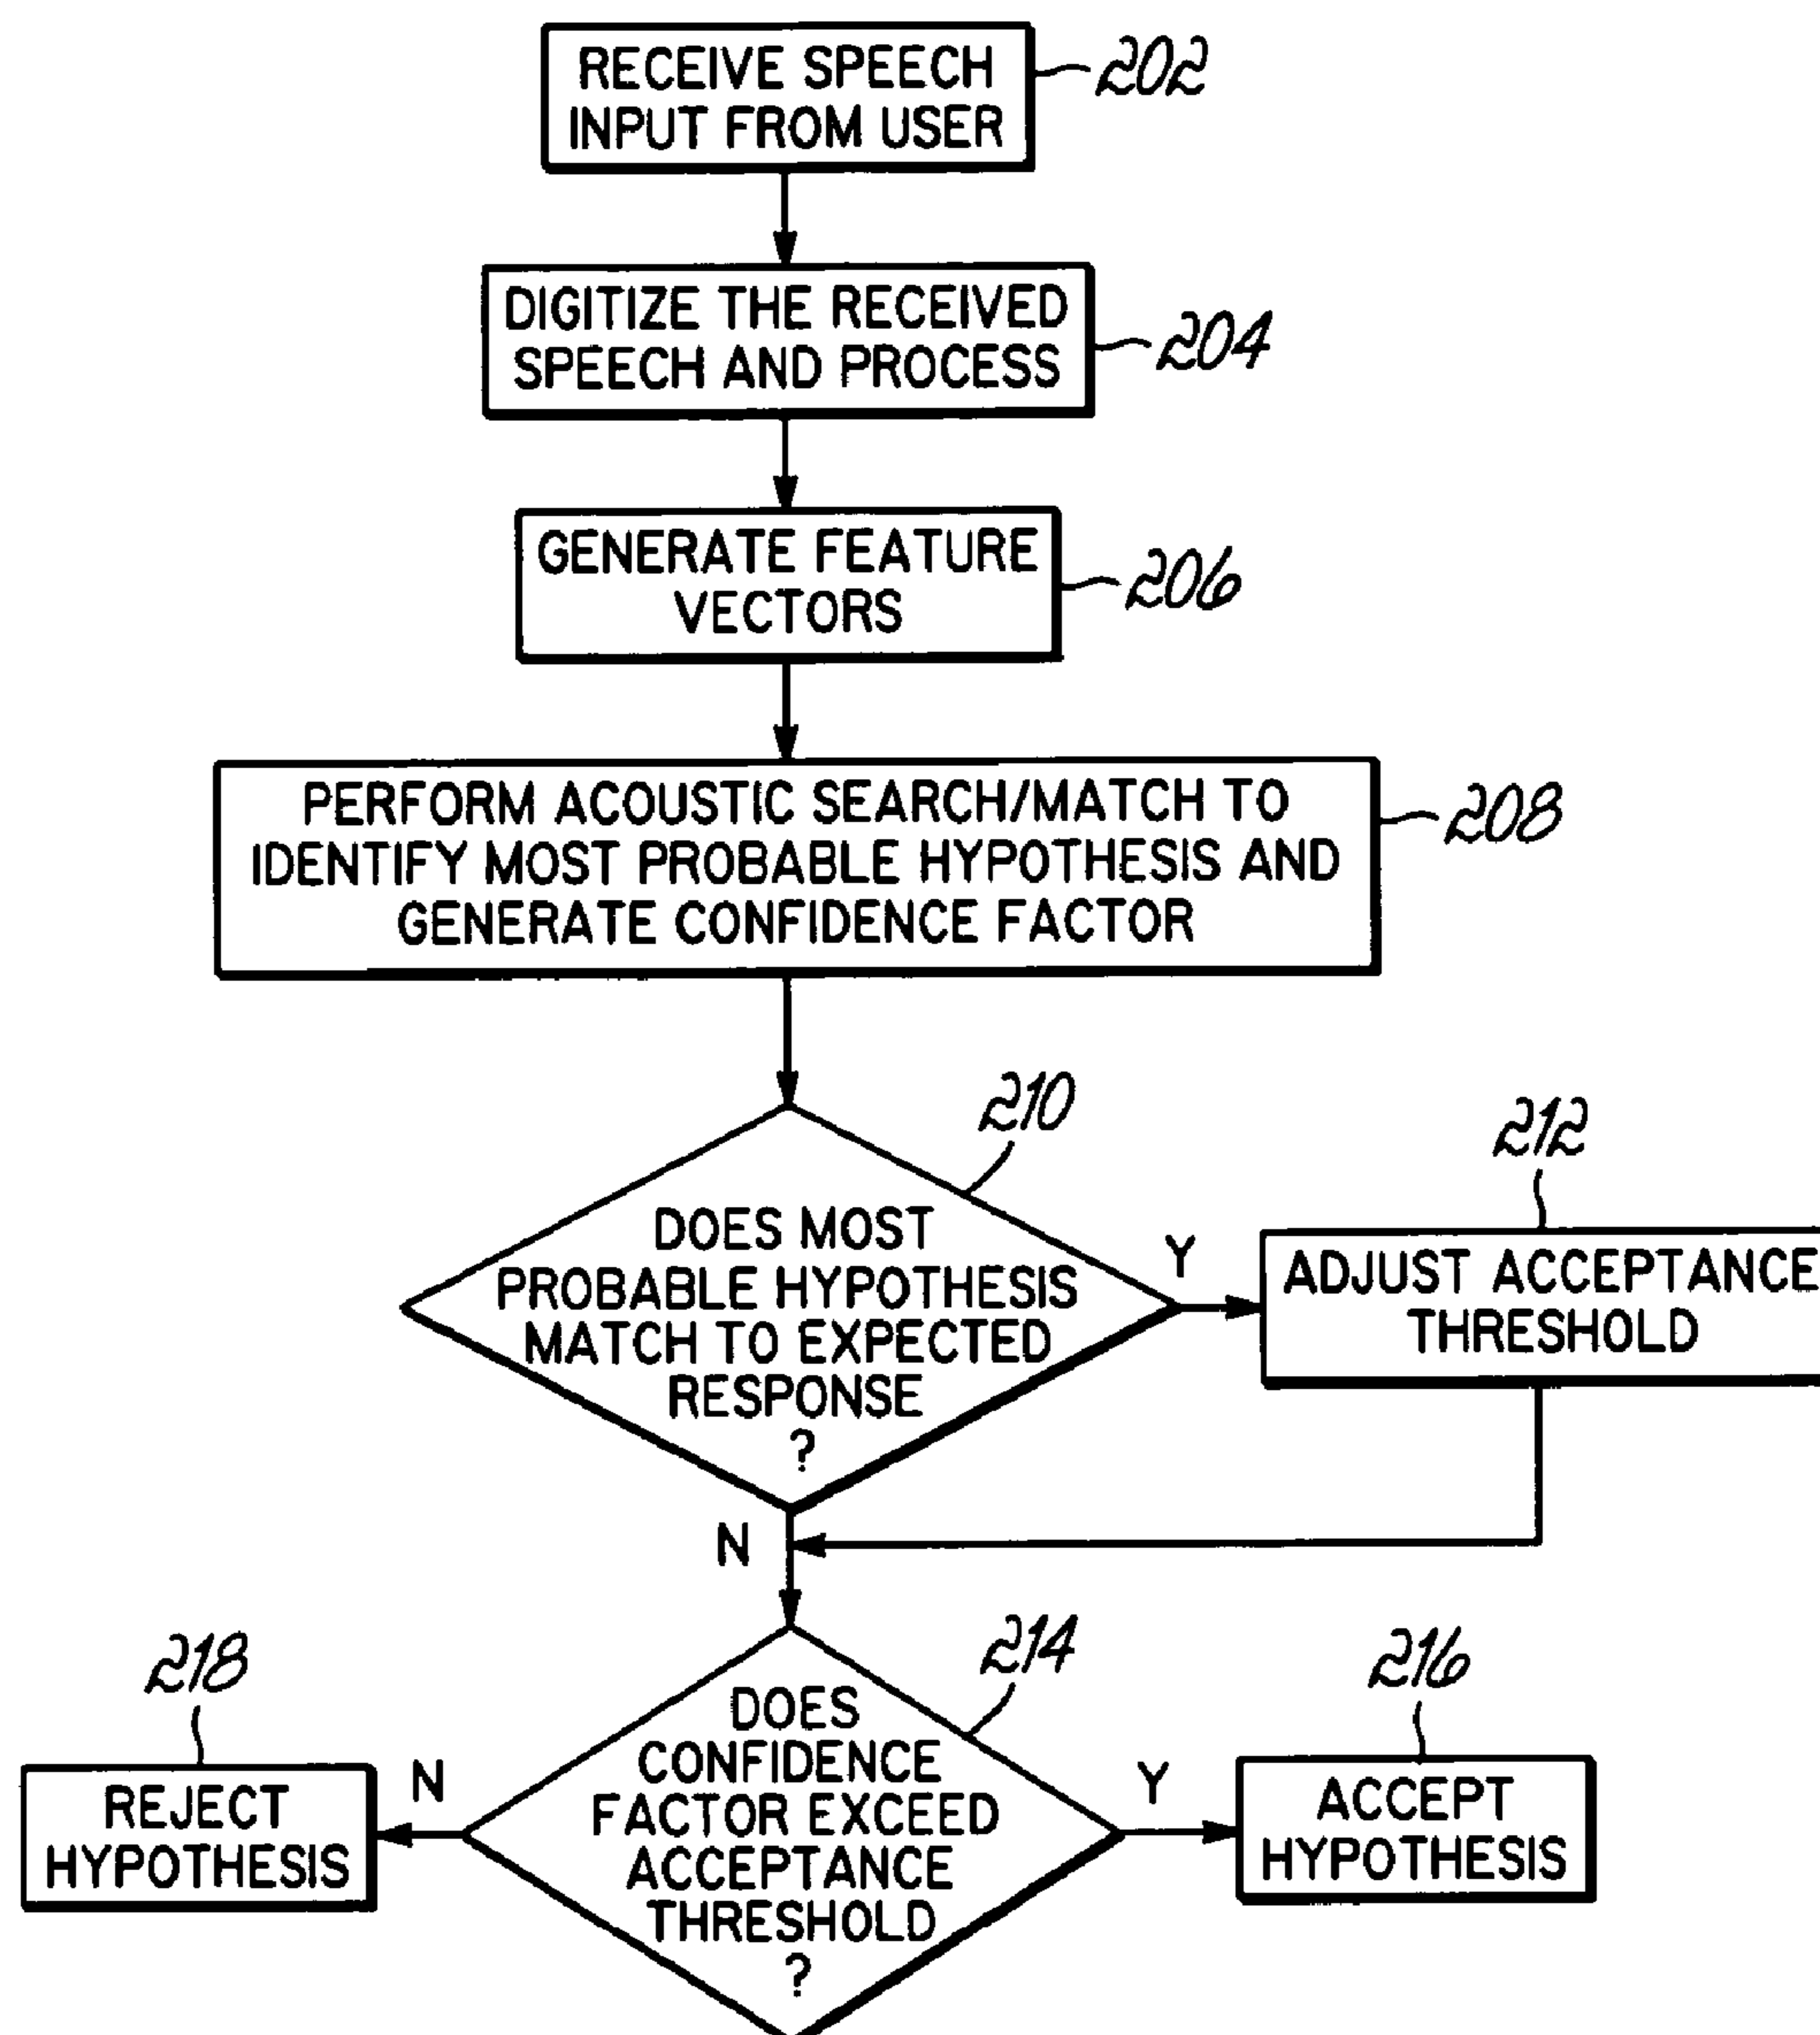 RECEIVE SPEECH
INPUT FROM USER
202
DIGITIZE THE RECEIVED
SPEECH AND PROCESS
204
GENERATE FEATURE
VECTORS
206
PERFORM ACOUSTIC SEARCH/MATCH TO
IDENTIFY MOST PROBABLE HYPOTHESIS AND
GENERATE CONFIDENCE FACTOR
208
210
DOES MOST
PROBABLE HYPOTHESIS
MATCH TO EXPECTED
RESPONSE
?
Y
212
ADJUST ACCEPTANCE
THRESHOLD
N
214
DOES
CONFIDENCE
FACTOR EXCEED
ACCEPTANCE
THRESHOLD
?
N
218
REJECT
HYPOTHESIS
Y
216
ACCEPT
HYPOTHESIS